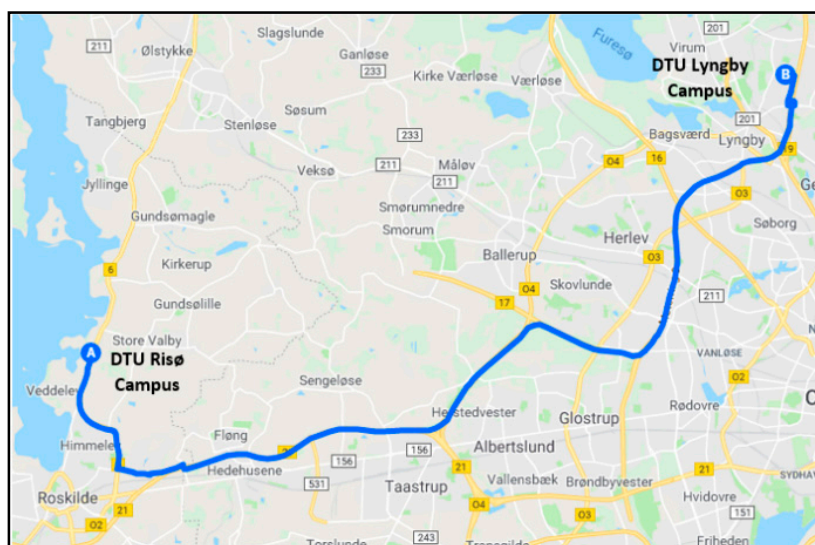 Slagslunde
211
Ølstykke
Ganløse
233
Kirke Værløse
Værløse
Furesø
Virum
201
DTU Lyngby
Campus
B
Søsum
Tangbjerg
Stenløse
233
201
Bagsværd
Lyngby
Veksø
211
Måløv
O4
16
19
Jyllinge
Smørumnedre
211
O3
Gundsømagle
Smorum
Søborg
Herlev
Ballerup
O3
Kirkerup
6
Gundsølille
17
O4
Skovlunde
211
Store Valby
A
DTU Risø
Campus
VANLØSE
Sengeløse
O2
Veddelev
Herstedvester
Glostrup
Rødovre
Himmelev
Fløng
156
156
Albertslund
Hedehusene
21
21
531
Taastrup
Vallensbæk
Brøndbyvester
Roskilde
21
O2
O4
O3
Hvidovre
151
243
Friheden